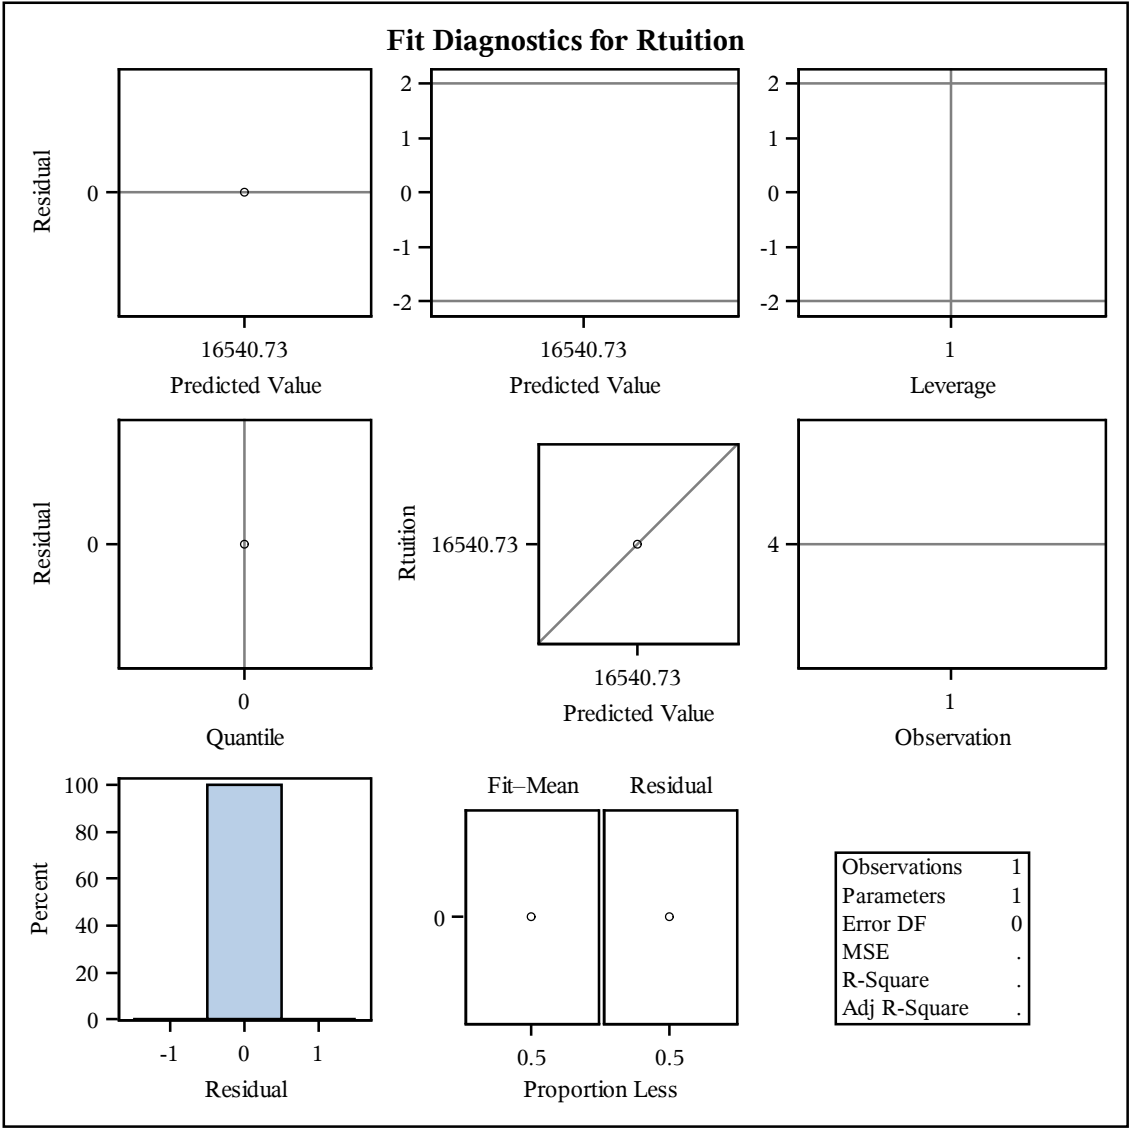 Fit Diagnostics for Rtuition
Residual
0
16540.73
Predicted Value
2
1
0
-1
-2
16540.73
Predicted Value
2
1
0
-1
-2
1
Leverage
Residual
0
0
Quantile
Rtuition
16540.73
16540.73
Predicted Value
4
1
Observation
Percent
100
80
60
40
20
0
-1 0 1
Residual
Fit–Mean Residual
0
0.5 0.5
Proportion Less
Observations 1
Parameters 1
Error DF 0
MSE .
R-Square .
Adj R-Square .